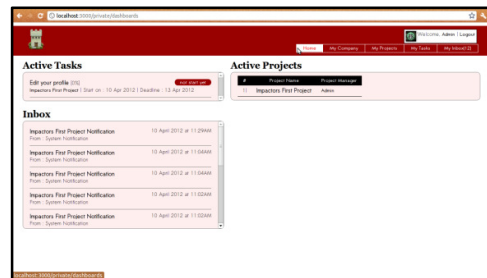 localhost:3000/private/dashboards
Welcome, Admin | Logout
Home My Company My Projects My Tasks My Inbox(12)
Active Tasks
Edit your profile [0%] not start yet
Impactors First Project | Start on : 10 Apr 2012 | Deadline : 13 Apr 2012
Active Projects
# Project Name Project Manager
11 Impactors First Project Admin
Inbox
Impactors First Project Notification 10 April 2012 at 11:29AM
From : System Notification
Impactors First Project Notification 10 April 2012 at 11:04AM
From : System Notification
Impactors First Project Notification 10 April 2012 at 11:04AM
From : System Notification
Impactors First Project Notification 10 April 2012 at 11:02AM
From : System Notification
Impactors First Project Notification 10 April 2012 at 11:02AM
From : System Notification
localhost:3000/private/dashboards